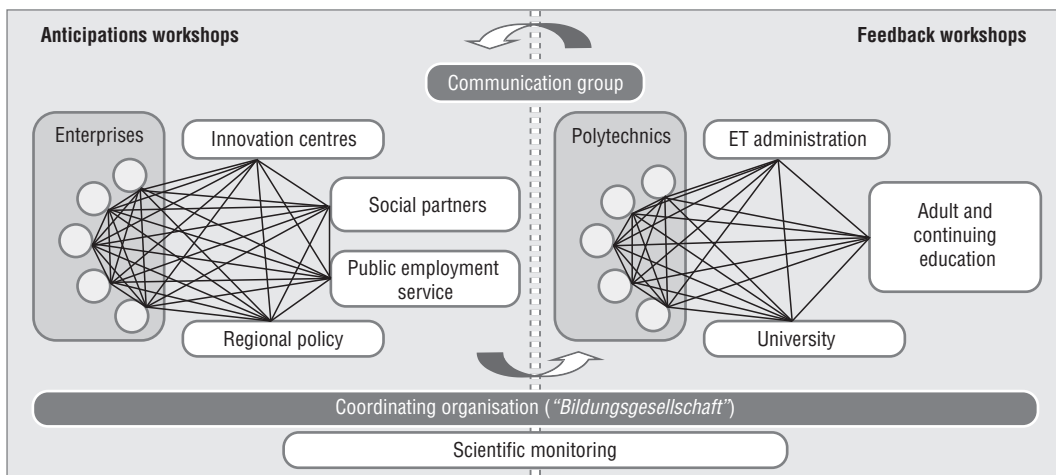 Anticipations workshops
Feedback workshops
Communication group
Enterprises
Innovation centres
Social partners
Public employment
service
Regional policy
Polytechnics
ET administration
Adult and
continuing
education
University
Coordinating organisation (“Bildungsgesellschaft”)
Scientific monitoring